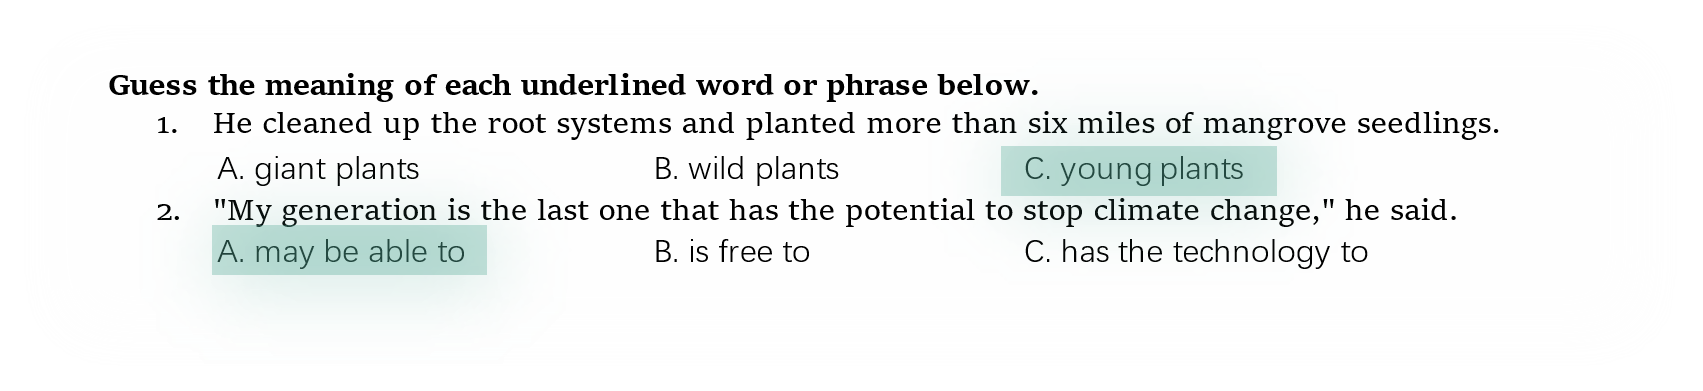 Guess the meaning of each underlined word or phrase below.
1. He cleaned up the root systems and planted more than six miles of mangrove seedlings.
A. giant plants B. wild plants C. young plants
2. "My generation is the last one that has the potential to stop climate change," he said.
A. may be able to B. is free to C. has the technology to